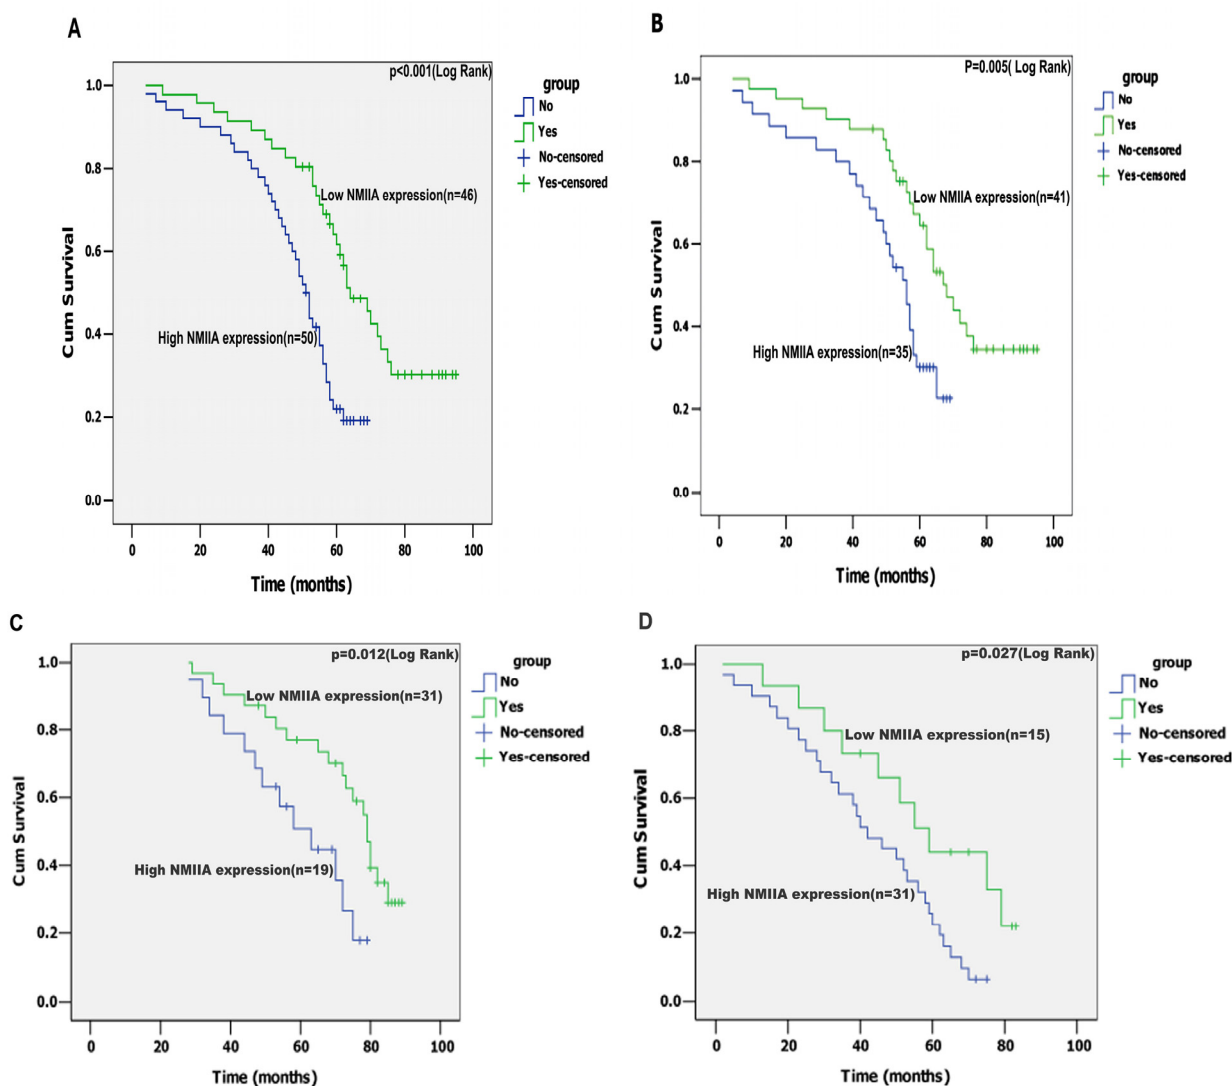 A
p<0.001(Log Rank)
group
No
Yes
No-censored
Yes-censored
Low NMIIA expression(n=46)
High NMIIA expression(n=50)
Cum Survival
1.0
0.8
0.6
0.4
0.2
0.0
0 20 40 60 80 100
Time (months)
B
P=0.005( Log Rank)
group
No
Yes
No-censored
Yes-censored
Low NMIIA expression(n=41)
High NMIIA expression(n=35)
Cum Survival
1.0
0.8
0.6
0.4
0.2
0.0
0 20 40 60 80 100
Time (months)
C
p=0.012(Log Rank)
group
No
Yes
No-censored
Yes-censored
Low NMIIA expression(n=31)
High NMIIA expression(n=19)
Cum Survival
1.0
0.8
0.6
0.4
0.2
0.0
0 20 40 60 80 100
Time (months)
D
p=0.027(Log Rank)
group
No
Yes
No-censored
Yes-censored
Low NMIIA expression(n=15)
High NMIIA expression(n=31)
Cum Survival
1.0
0.8
0.6
0.4
0.2
0.0
0 20 40 60 80 100
Time (months)